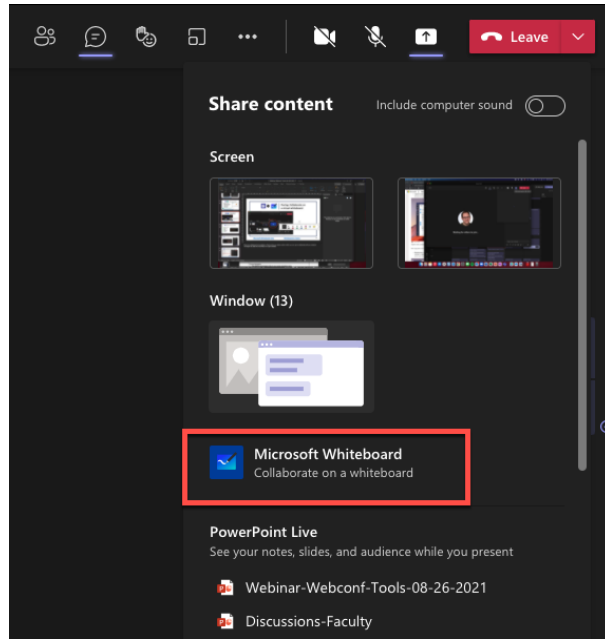 Leave
Share content
Include computer sound
Screen
Window (13)
Microsoft Whiteboard
Collaborate on a whiteboard
PowerPoint Live
See your notes, slides, and audience while you present
Webinar-Webconf-Tools-08-26-2021
Discussions-Faculty